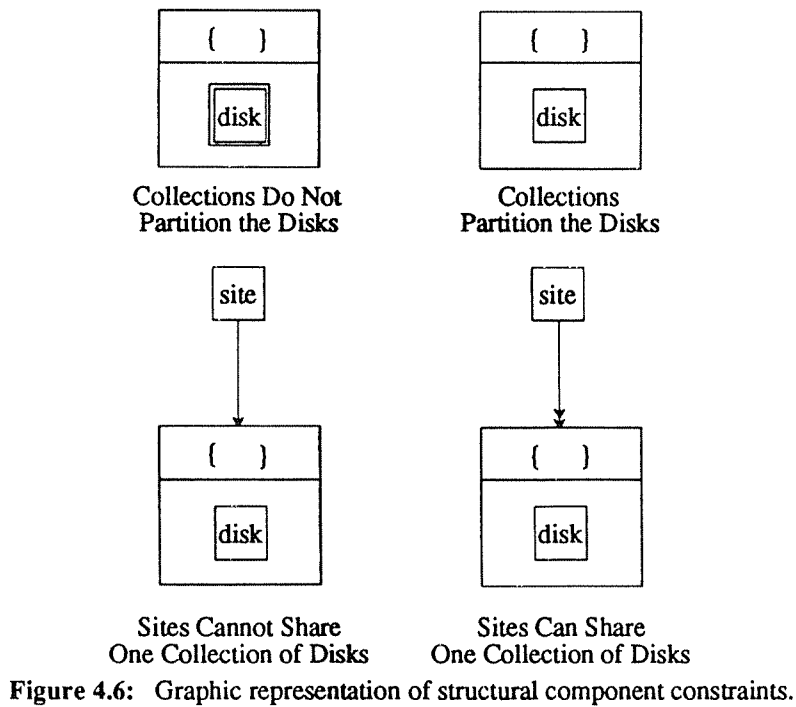 { }
{ }
disk
disk
Collections Do Not
Partition the Disks
Collections
Partition the Disks
site
site
{ }
{ }
disk
disk
Sites Cannot Share
One Collection of Disks
Sites Can Share
One Collection of Disks
Figure 4.6: Graphic representation of structural component constraints.